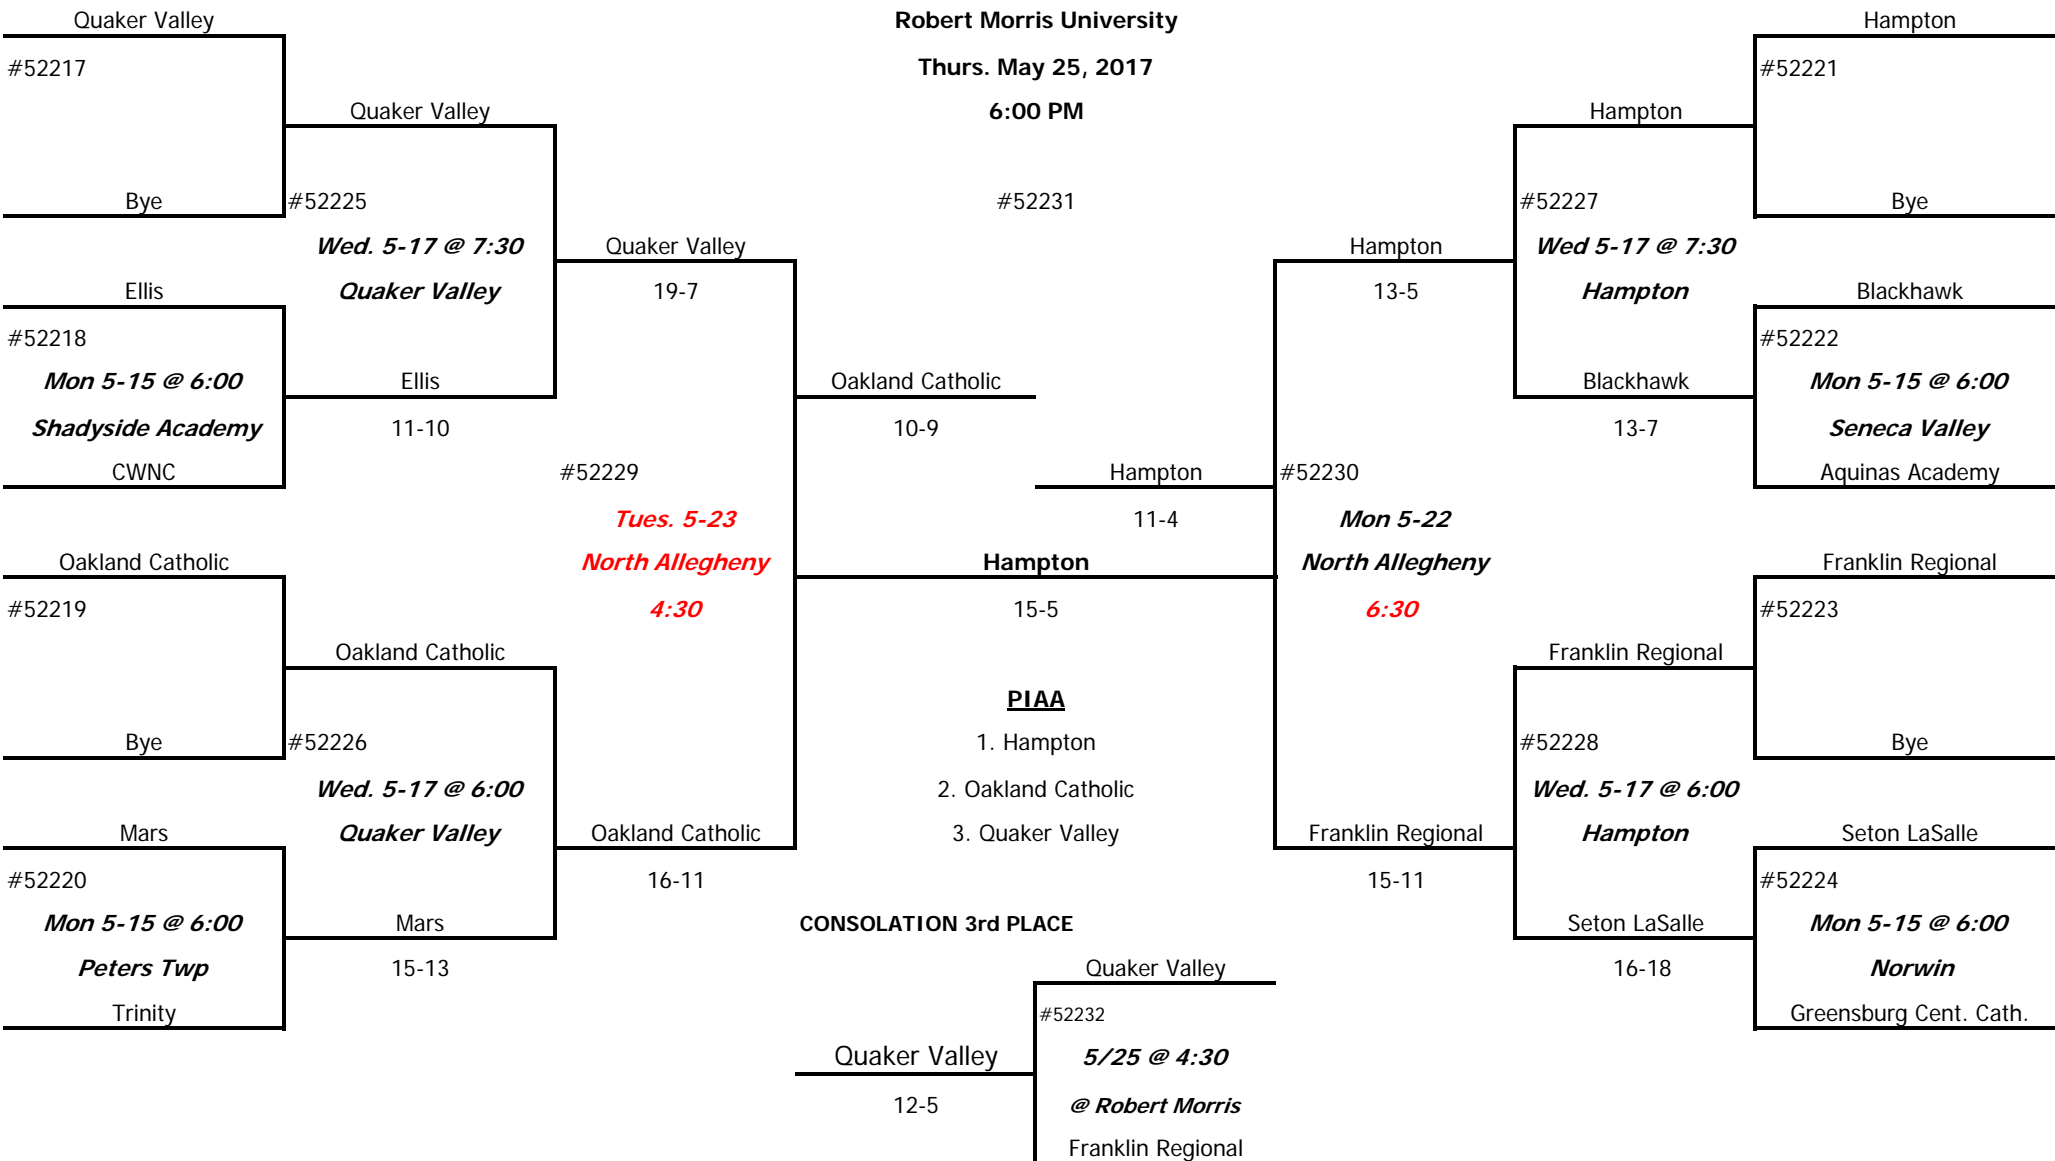 Quaker Valley
Robert Morris University
Hampton
#52217
Thurs. May 25, 2017
#52221
Quaker Valley
6:00 PM
Hampton
Bye
#52225
#52231
#52227
Bye
Wed. 5-17 @ 7:30
Quaker Valley
Hampton
Wed 5-17 @ 7:30
Ellis
Quaker Valley
19-7
13-5
Hampton
Blackhawk
#52218
#52222
Mon 5-15 @ 6:00
Ellis
Oakland Catholic
Blackhawk
Mon 5-15 @ 6:00
Shadyside Academy
11-10
10-9
13-7
Seneca Valley
CWNC
#52229
Hampton
#52230
Aquinas Academy
Tues. 5-23
11-4
Mon 5-22
Oakland Catholic
North Allegheny
Hampton
North Allegheny
Franklin Regional
#52219
4:30
15-5
6:30
#52223
Oakland Catholic
Franklin Regional
PIAA
Bye
#52226
1. Hampton
#52228
Bye
Wed. 5-17 @ 6:00
2. Oakland Catholic
Wed. 5-17 @ 6:00
Mars
Quaker Valley
Oakland Catholic
3. Quaker Valley
Franklin Regional
Hampton
Seton LaSalle
#52220
16-11
15-11
#52224
Mon 5-15 @ 6:00
Mars
CONSOLATION 3rd PLACE
Seton LaSalle
Mon 5-15 @ 6:00
Peters Twp
15-13
Quaker Valley
16-18
Norwin
Trinity
#52232
Greensburg Cent. Cath.
Quaker Valley
5/25 @ 4:30
12-5
@ Robert Morris
Franklin Regional